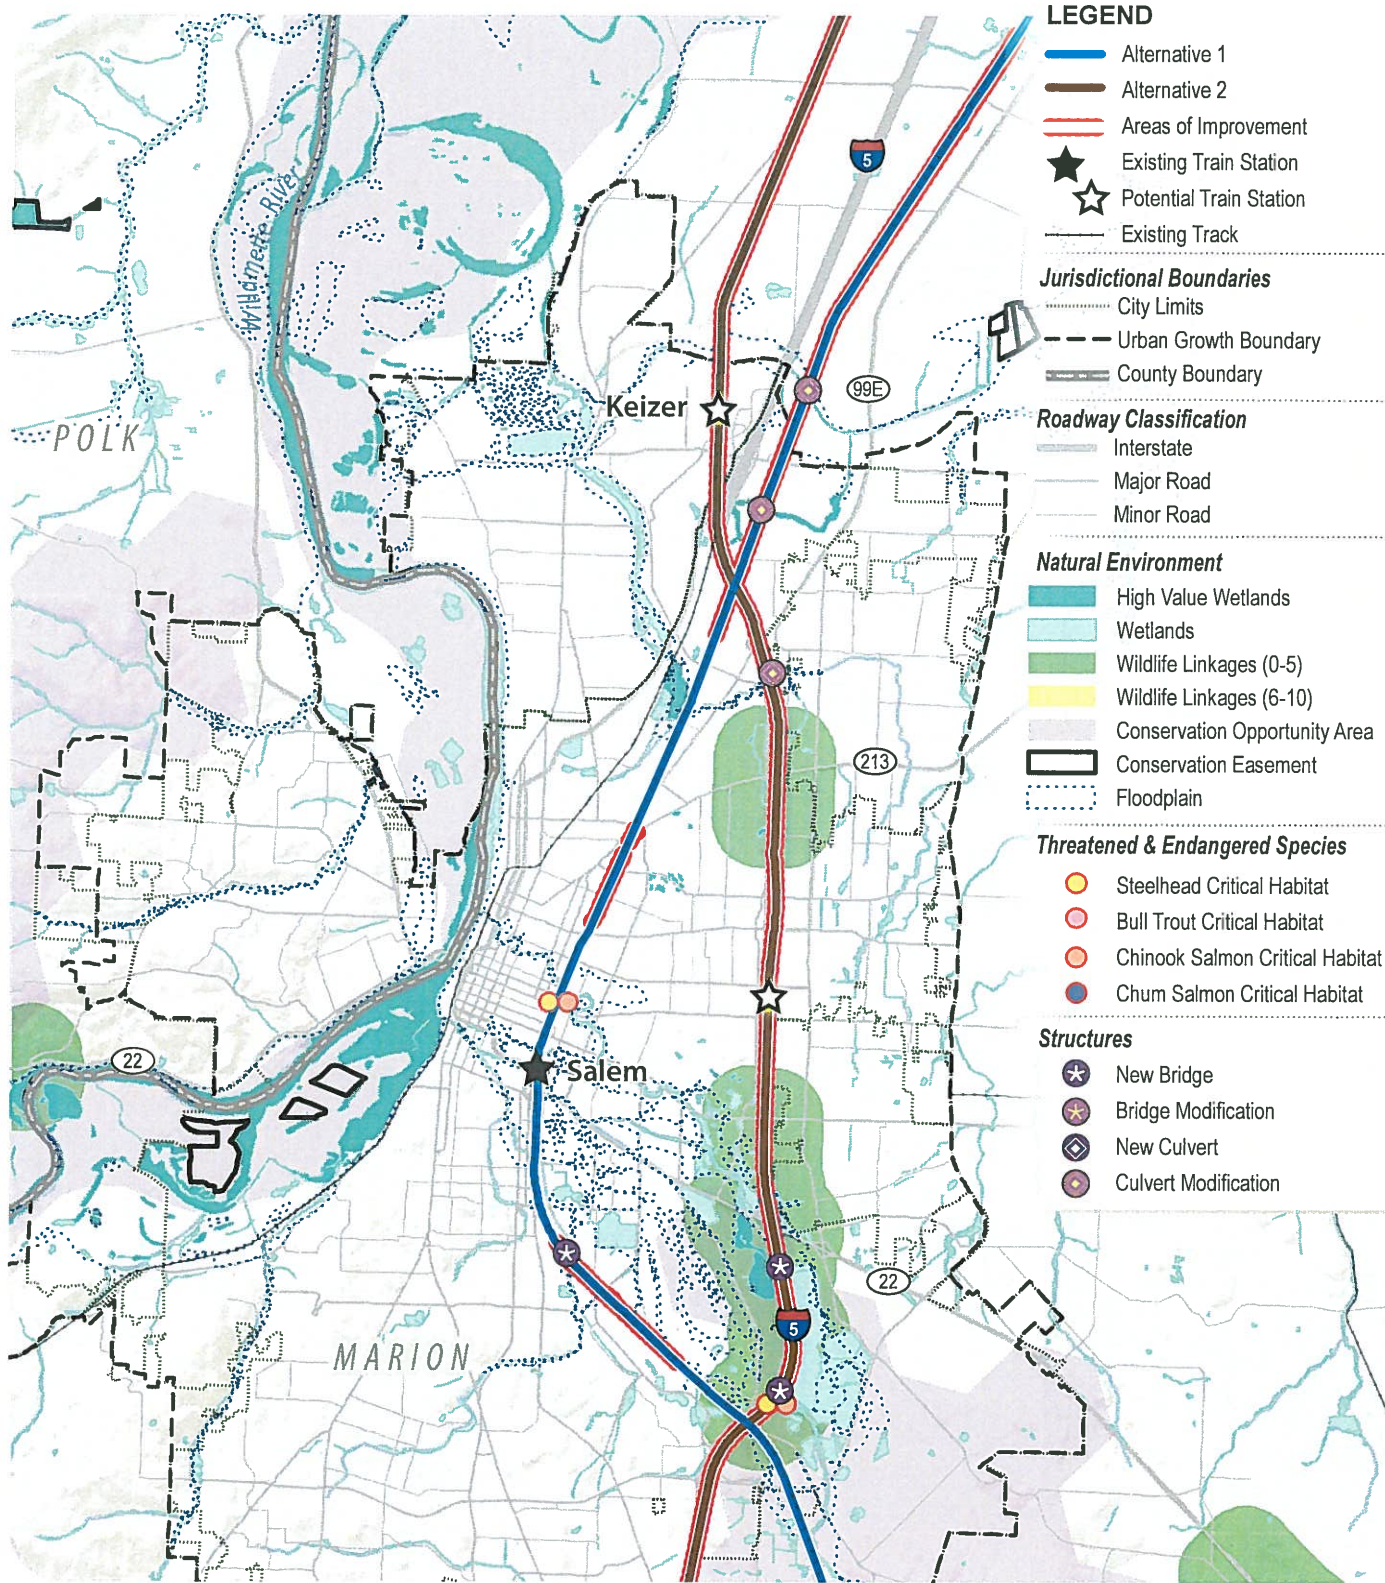 LEGEND
Alternative 1
Alternative 2
Areas of Improvement
Existing Train Station
Potential Train Station
Existing Track
Jurisdictional Boundaries
City Limits
Urban Growth Boundary
County Boundary
Roadway Classification
Interstate
Major Road
Minor Road
Natural Environment
High Value Wetlands
Wetlands
Wildlife Linkages (0-5)
Wildlife Linkages (6-10)
Conservation Opportunity Area
Conservation Easement
Floodplain
Threatened & Endangered Species
Steelhead Critical Habitat
Bull Trout Critical Habitat
Chinook Salmon Critical Habitat
Chum Salmon Critical Habitat
Structures
New Bridge
Bridge Modification
New Culvert
Culvert Modification
5
Willamette River
99E
Keizer
POLK
213
22
Salem
22
5
MARION